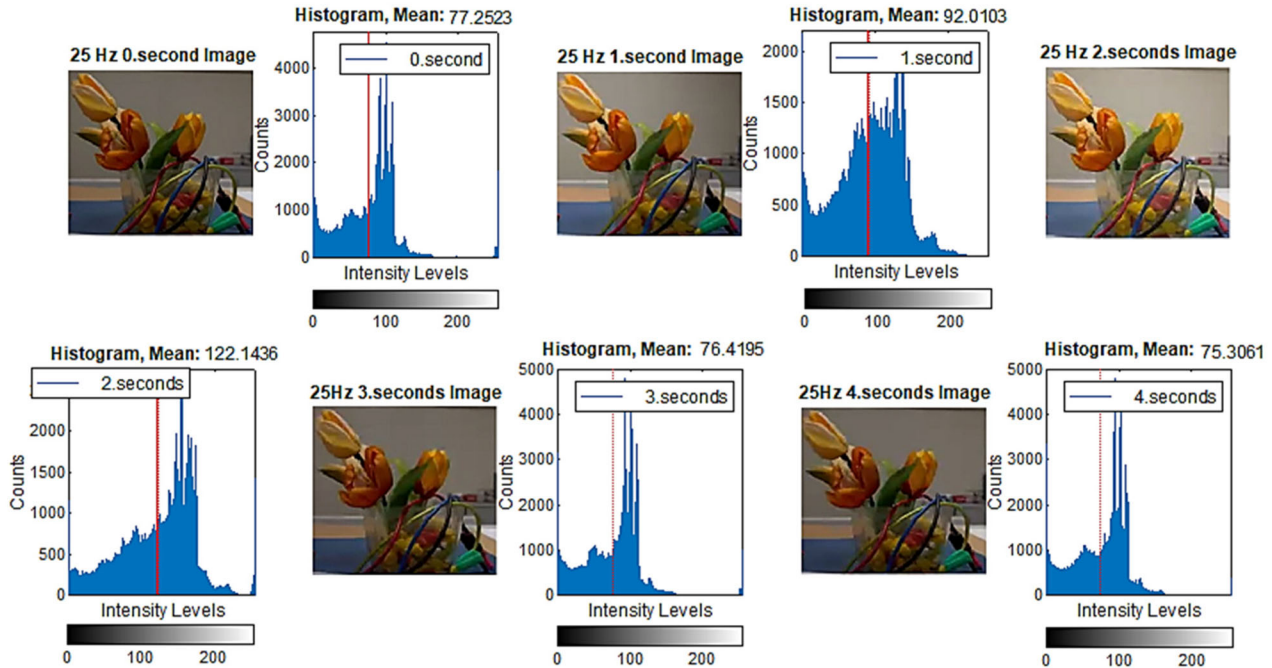 Histogram, Mean: 77.2523
25 Hz 0.second Image
0.second
4000
3000
2000
1000
0
Counts
Intensity Levels
0 100 200
Histogram, Mean: 92.0103
25 Hz 1.second Image
1.second
2000
1500
1000
500
0
Counts
Intensity Levels
0 100 200
25 Hz 2.seconds Image
Histogram, Mean: 122.1436
2.seconds
2000
1500
1000
500
0
Counts
Intensity Levels
0 100 200
25Hz 3.seconds Image
Histogram, Mean: 76.4195
3.seconds
5000
4000
3000
2000
1000
0
Counts
Intensity Levels
0 100 200
25Hz 4.seconds Image
Histogram, Mean: 75.3061
4.seconds
5000
4000
3000
2000
1000
0
Counts
Intensity Levels
0 100 200